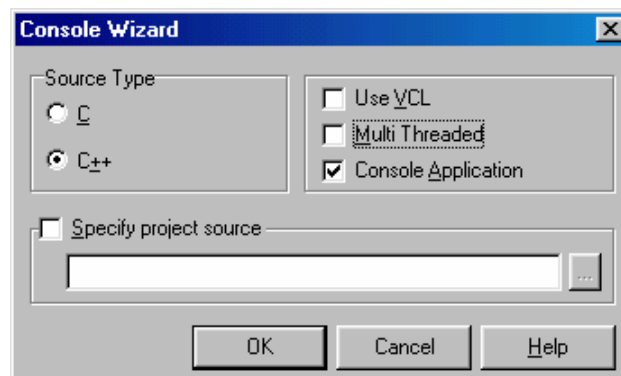 Console Wizard
Source Type
C
C++
Use VCL
Multi Threaded
Console Application
Specify project source
...
OK Cancel Help